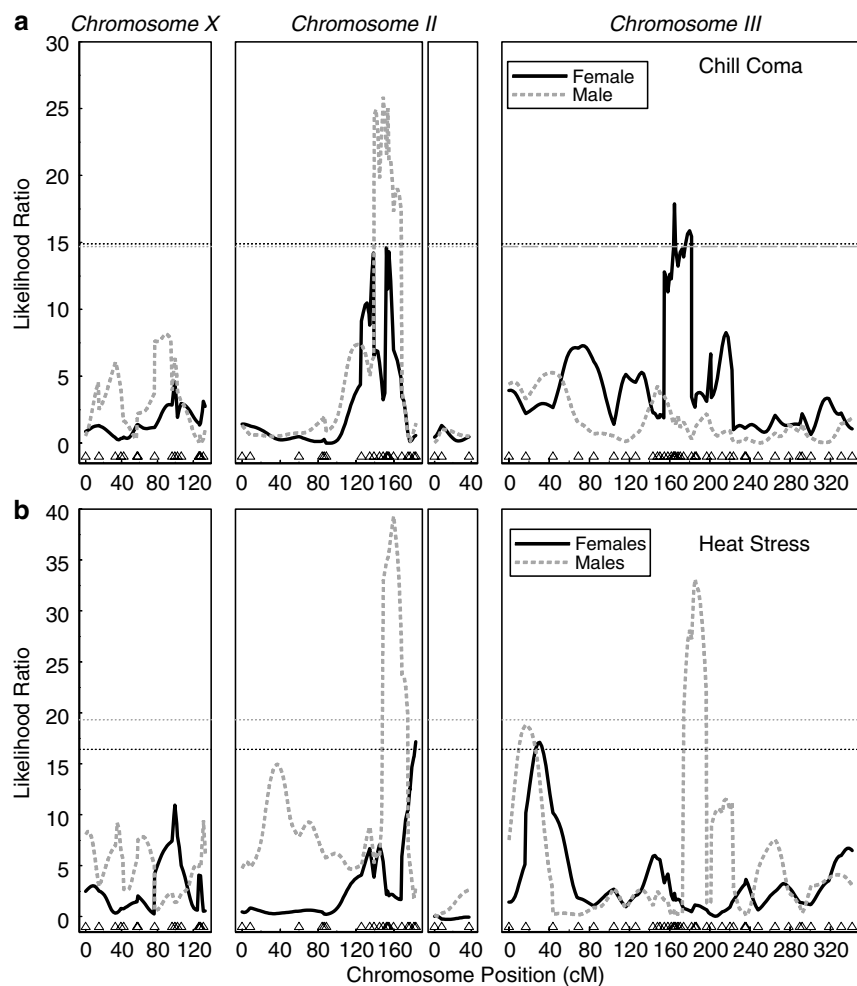 a
Chromosome X Chromosome II Chromosome III
30
25
20
15
10
5
0
Likelihood Ratio
Female
Male
Chill Coma
0 40 80 120 0 40 80 120 160 0 40 0 40 80 120 160 200 240 280 320
b
40
35
30
25
20
15
10
5
0
Likelihood Ratio
Females
Males
Heat Stress
0 40 80 120 0 40 80 120 160 0 40 0 40 80 120 160 200 240 280 320
Chromosome Position (cM)